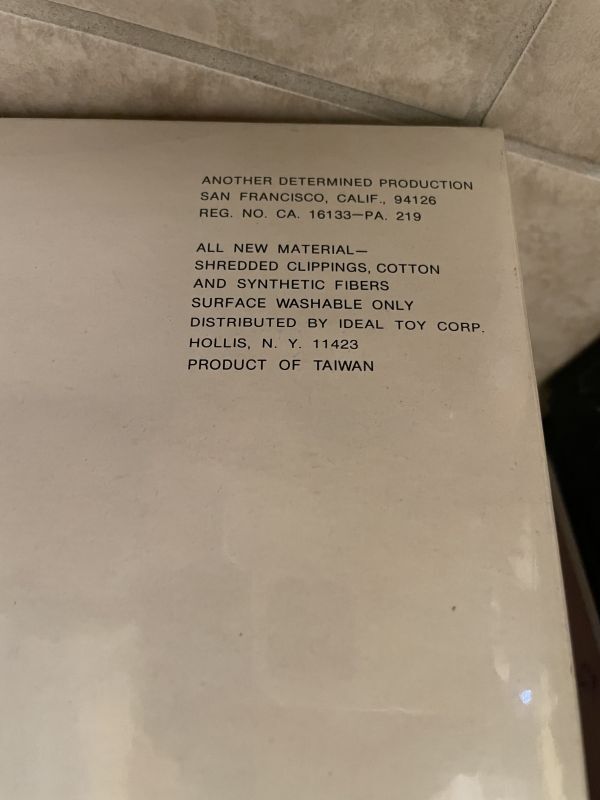 ANOTHER DETERMINED PRODUCTION
SAN FRANCISCO, CALIF., 94126
REG. NO. CA. 16133—PA. 219
ALL NEW MATERIAL—
SHREDDED CLIPPINGS, COTTON
AND SYNTHETIC FIBERS
SURFACE WASHABLE ONLY
DISTRIBUTED BY IDEAL TOY CORP.
HOLLIS, N. Y. 11423
PRODUCT OF TAIWAN